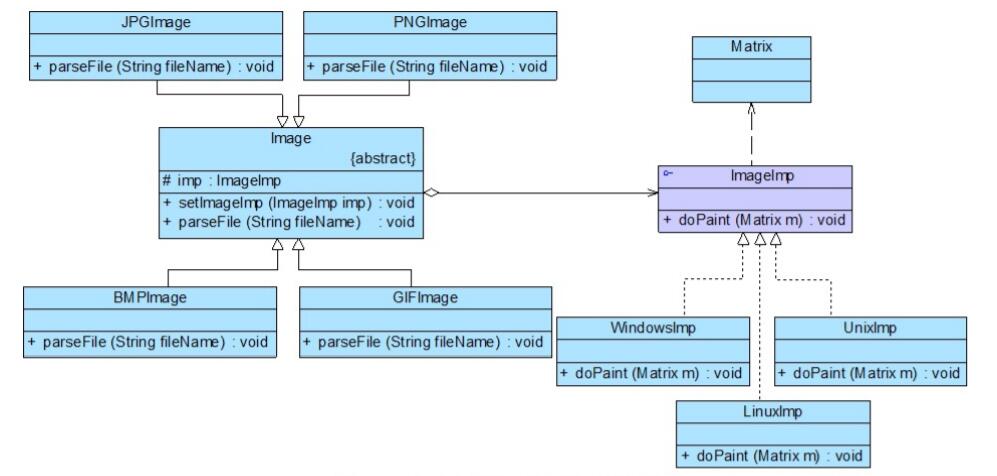 JPGImage
+ parseFile (String fileName) : void
PNGImage
+ parseFile (String fileName) : void
Matrix
Image
{abstract}
# imp : ImageImp
+ setImageImp (ImageImp imp) : void
+ parseFile (String fileName) : void
ImageImp
+ doPaint (Matrix m) : void
BMPImage
+ parseFile (String fileName) : void
GIFImage
+ parseFile (String fileName) : void
WindowsImp
+ doPaint (Matrix m) : void
UnixImp
+ doPaint (Matrix m) : void
LinuxImp
+ doPaint (Matrix m) : void